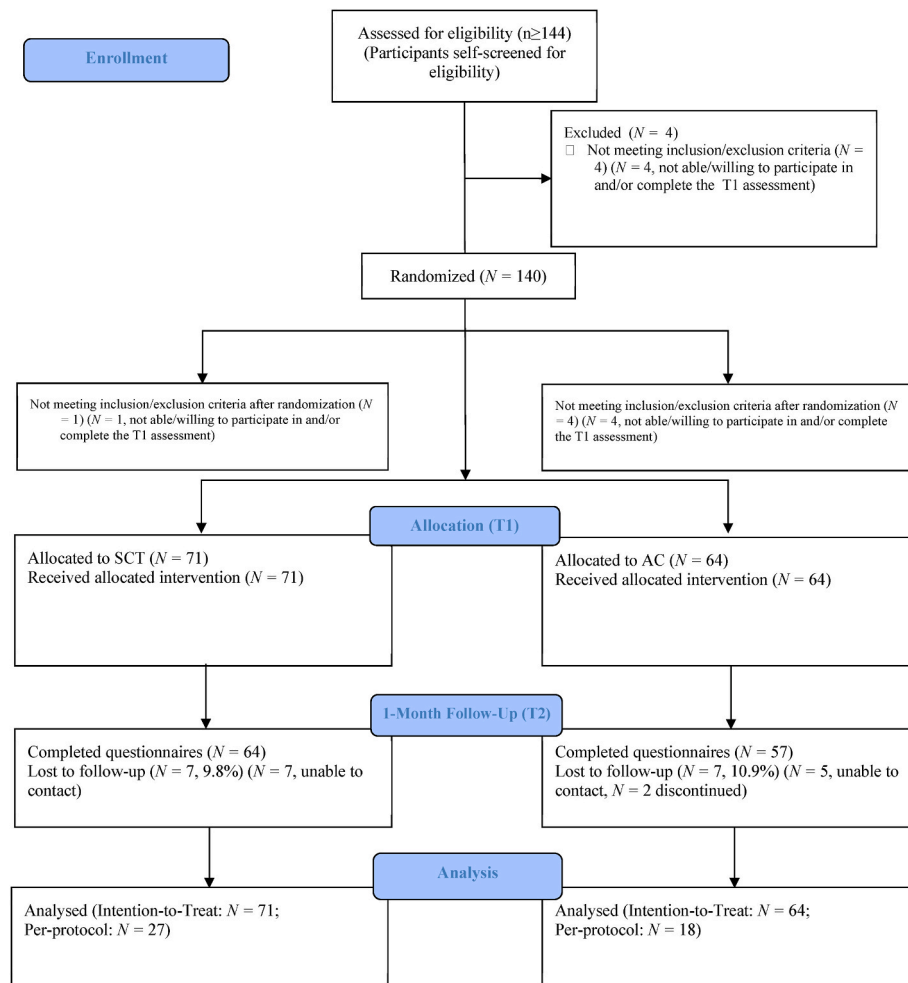 Assessed for eligibility (n≥144)
(Participants self-screened for
eligibility)
Enrollment
Excluded (N = 4)
□ Not meeting inclusion/exclusion criteria (N =
4) (N = 4, not able/willing to participate in
and/or complete the T1 assessment)
Randomized (N = 140)
Not meeting inclusion/exclusion criteria after randomization (N
= 1) (N = 1, not able/willing to participate in and/or
complete the T1 assessment)
Not meeting inclusion/exclusion criteria after randomization (N
= 4) (N = 4, not able/willing to participate in and/or complete
the T1 assessment)
Allocation (T1)
Allocated to SCT (N = 71)
Received allocated intervention (N = 71)
Allocated to AC (N = 64)
Received allocated intervention (N = 64)
1-Month Follow-Up (T2)
Completed questionnaires (N = 64)
Lost to follow-up (N = 7, 9.8%) (N = 7, unable to
contact)
Completed questionnaires (N = 57)
Lost to follow-up (N = 7, 10.9%) (N = 5, unable to
contact, N = 2 discontinued)
Analysis
Analysed (Intention-to-Treat: N = 71;
Per-protocol: N = 27)
Analysed (Intention-to-Treat: N = 64;
Per-protocol: N = 18)